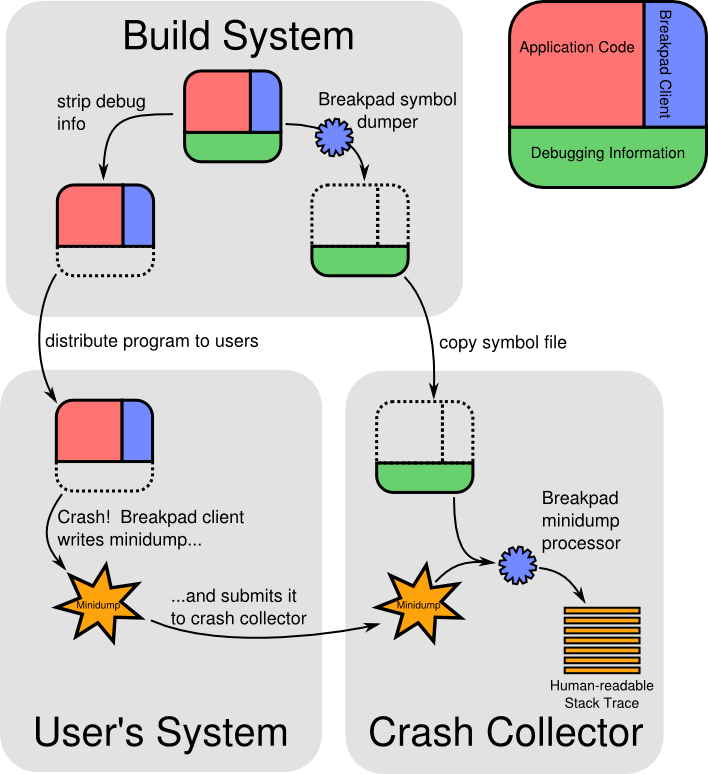 Build System
strip debug
info
Breakpad symbol
dumper
Application Code
Breakpad Client
Debugging Information
distribute program to users
copy symbol file
Crash!  Breakpad client
writes minidump...
Minidump
...and submits it
to crash collector
Minidump
Breakpad
minidump
processor
Human-readable
Stack Trace
User's System
Crash Collector